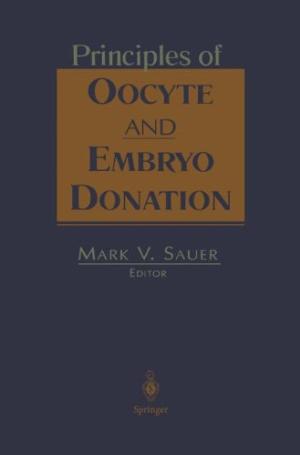 Principles of
OOCYTE
AND
EMBRYO
DONATION
MARK V. SAUER
EDITOR
Springer